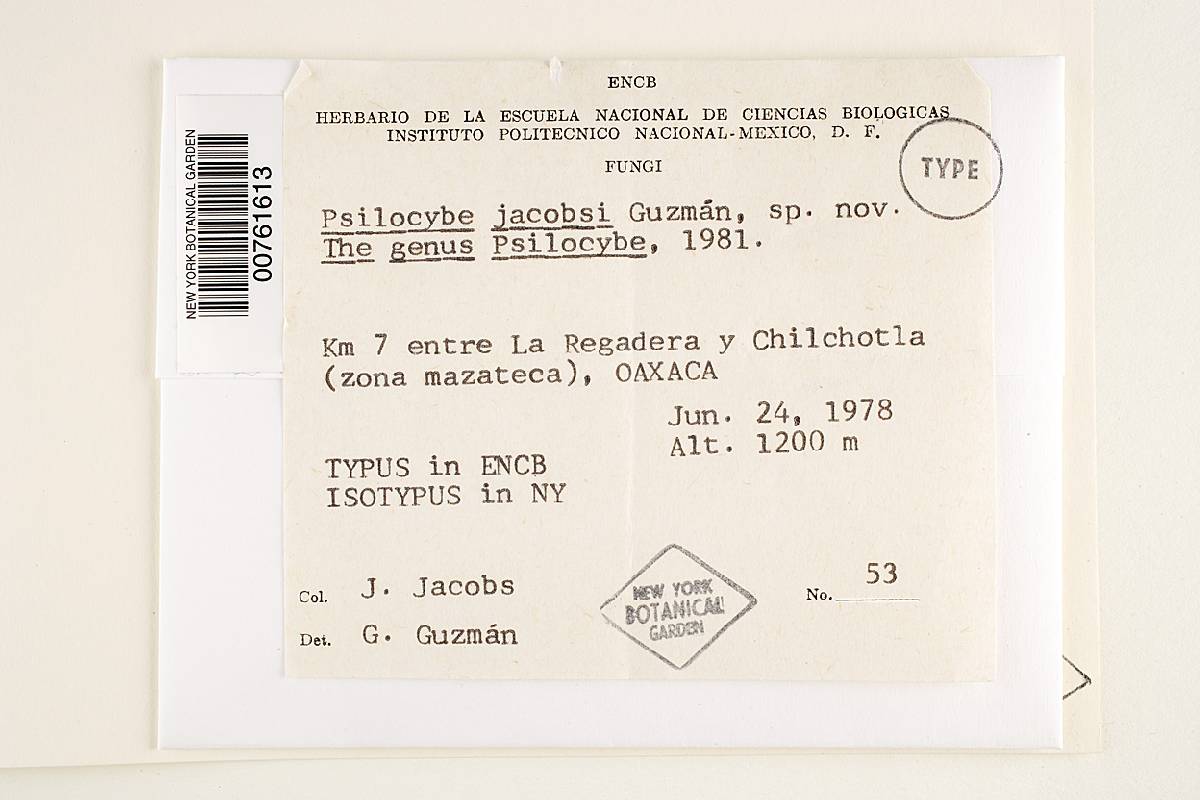 ENCB
HERBARIO DE LA ESCUELA NACIONAL DE CIENCIAS BIOLOGICAS
INSTITUTO POLITECNICO NACIONAL-MEXICO, D. F.
FUNGI
TYPE
Psilocybe jacobsi Guzmán, sp. nov.
The genus Psilocybe, 1981.
Km 7 entre La Regadera y Chilchotla
(zona mazateca), OAXACA
Jun. 24, 1978
Alt. 1200 m
TYPUS in ENCB
ISOTYPUS in NY
Col. J. Jacobs
No. 53
Det. G. Guzmán
NEW YORK
BOTANICAL
GARDEN
NEW YORK BOTANICAL GARDEN
00761613